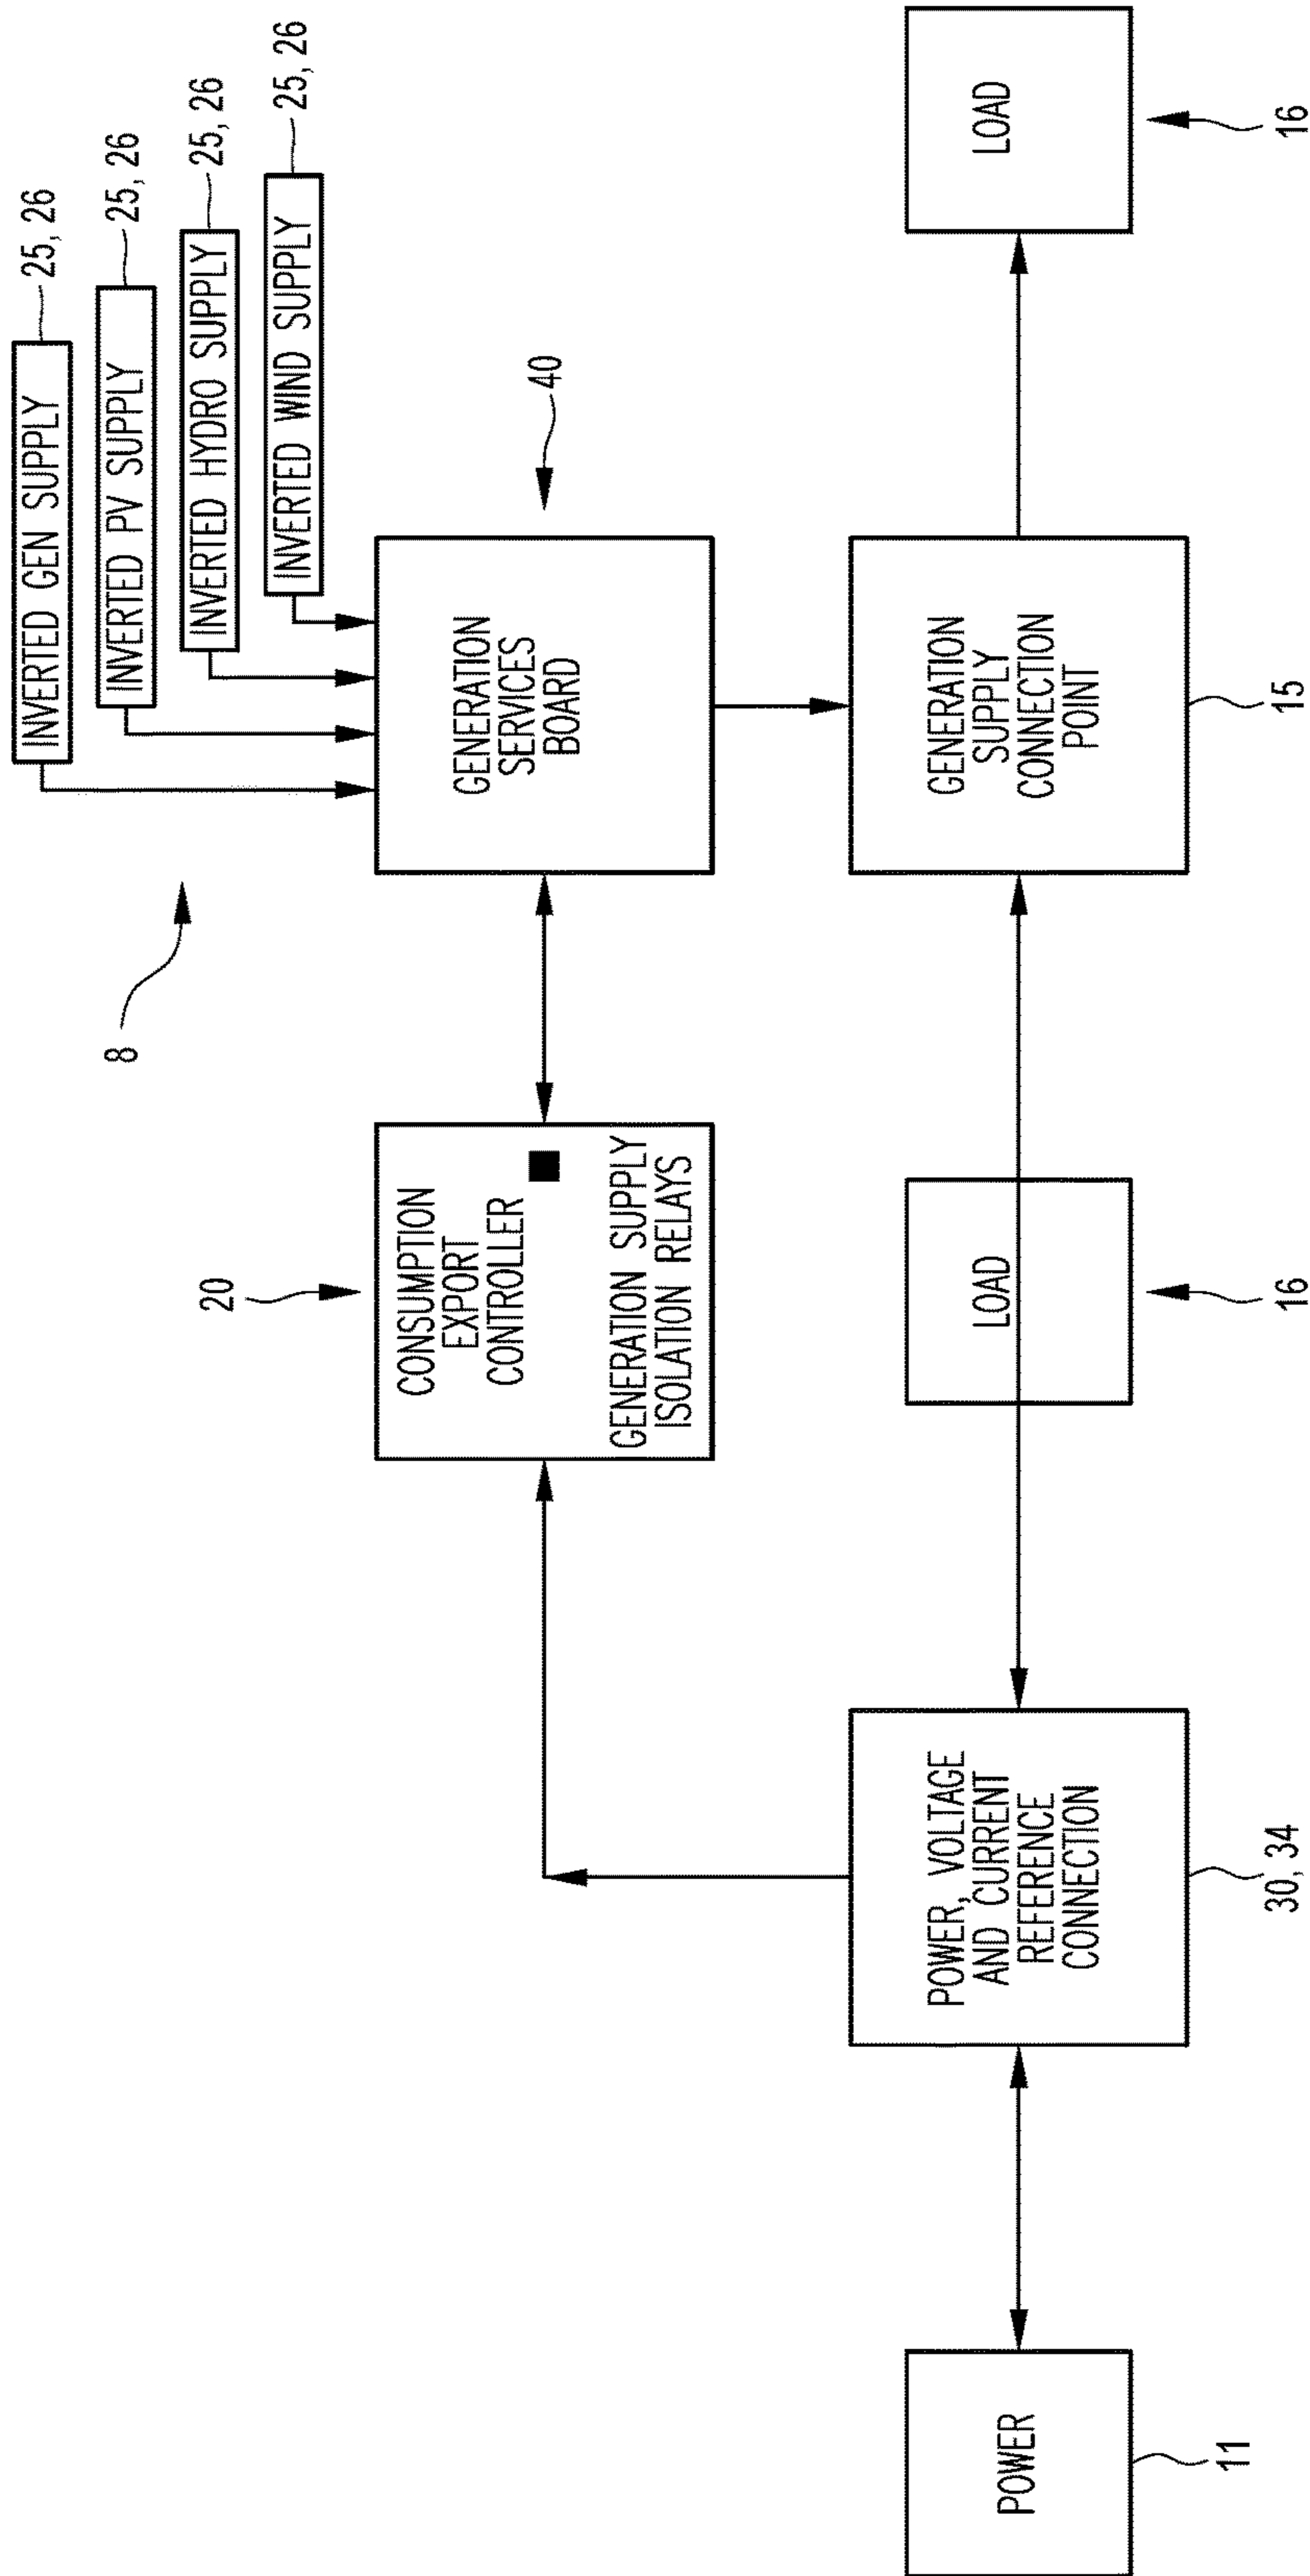 INVERTED GEN SUPPLY
25, 26
INVERTED PV SUPPLY
25, 26
INVERTED HYDRO SUPPLY
25, 26
INVERTED WIND SUPPLY
25, 26
8
20
CONSUMPTION
EXPORT
CONTROLLER
GENERATION SUPPLY
ISOLATION RELAYS
GENERATION
SERVICES
BOARD
40
POWER
11
POWER, VOLTAGE
AND CURRENT
REFERENCE
CONNECTION
30, 34
LOAD
16
GENERATION
SUPPLY
CONNECTION
POINT
15
LOAD
16